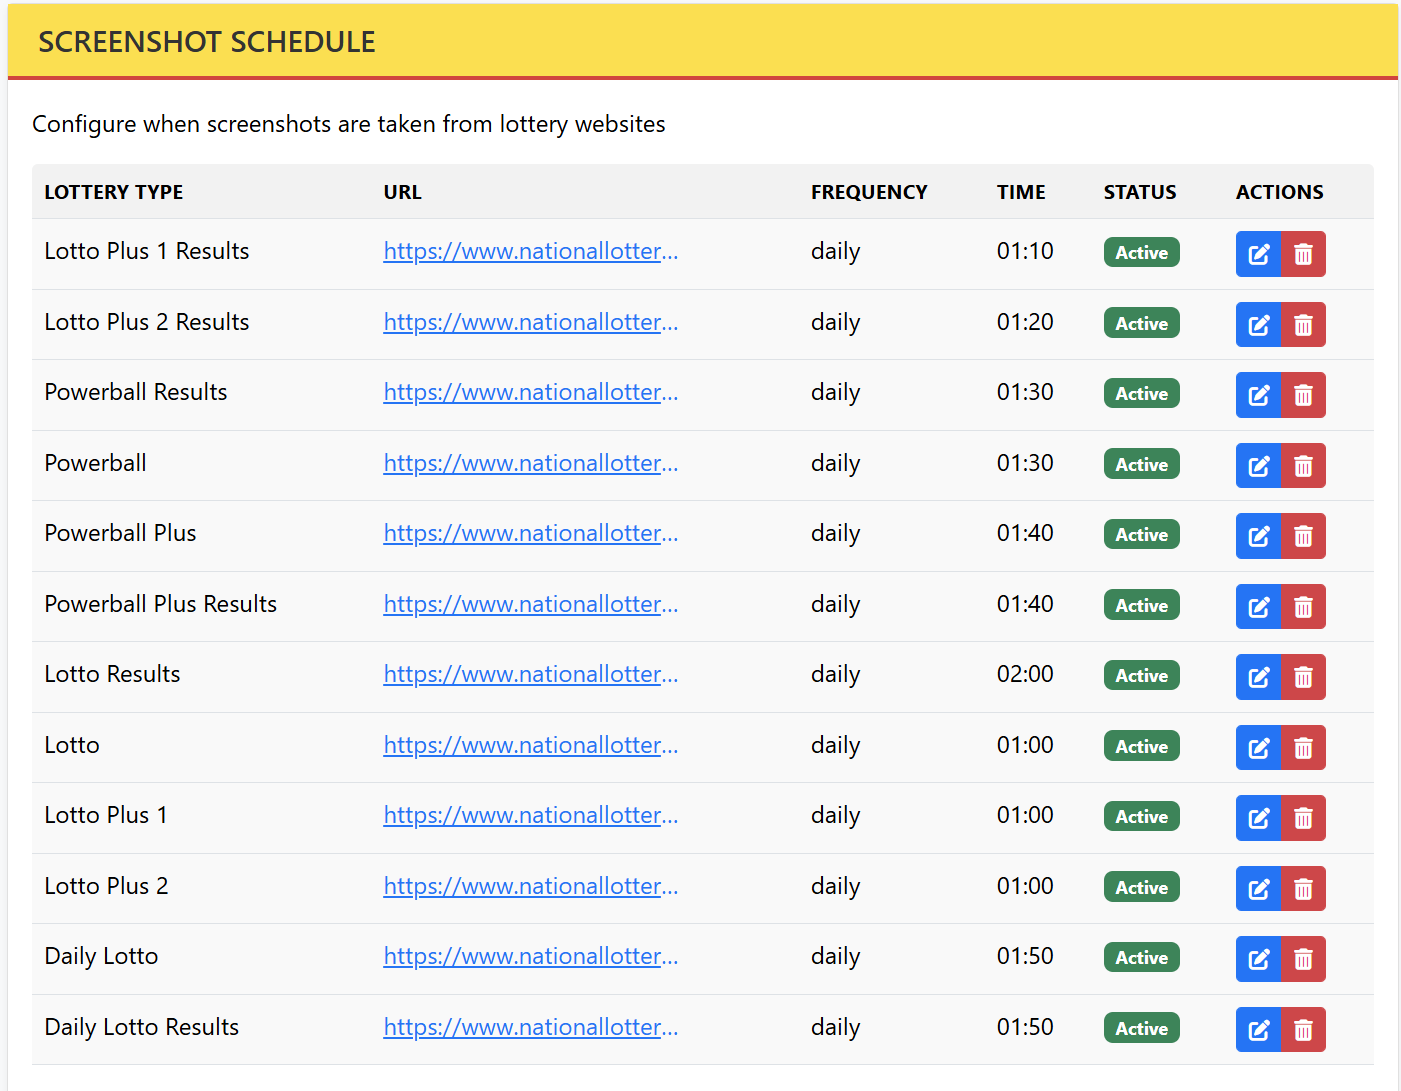 SCREENSHOT SCHEDULE
Configure when screenshots are taken from lottery websites
LOTTERY TYPE URL FREQUENCY TIME STATUS ACTIONS
Lotto Plus 1 Results https://www.nationallotter... daily 01:10 Active
Lotto Plus 2 Results https://www.nationallotter... daily 01:20 Active
Powerball Results https://www.nationallotter... daily 01:30 Active
Powerball https://www.nationallotter... daily 01:30 Active
Powerball Plus https://www.nationallotter... daily 01:40 Active
Powerball Plus Results https://www.nationallotter... daily 01:40 Active
Lotto Results https://www.nationallotter... daily 02:00 Active
Lotto https://www.nationallotter... daily 01:00 Active
Lotto Plus 1 https://www.nationallotter... daily 01:00 Active
Lotto Plus 2 https://www.nationallotter... daily 01:00 Active
Daily Lotto https://www.nationallotter... daily 01:50 Active
Daily Lotto Results https://www.nationallotter... daily 01:50 Active